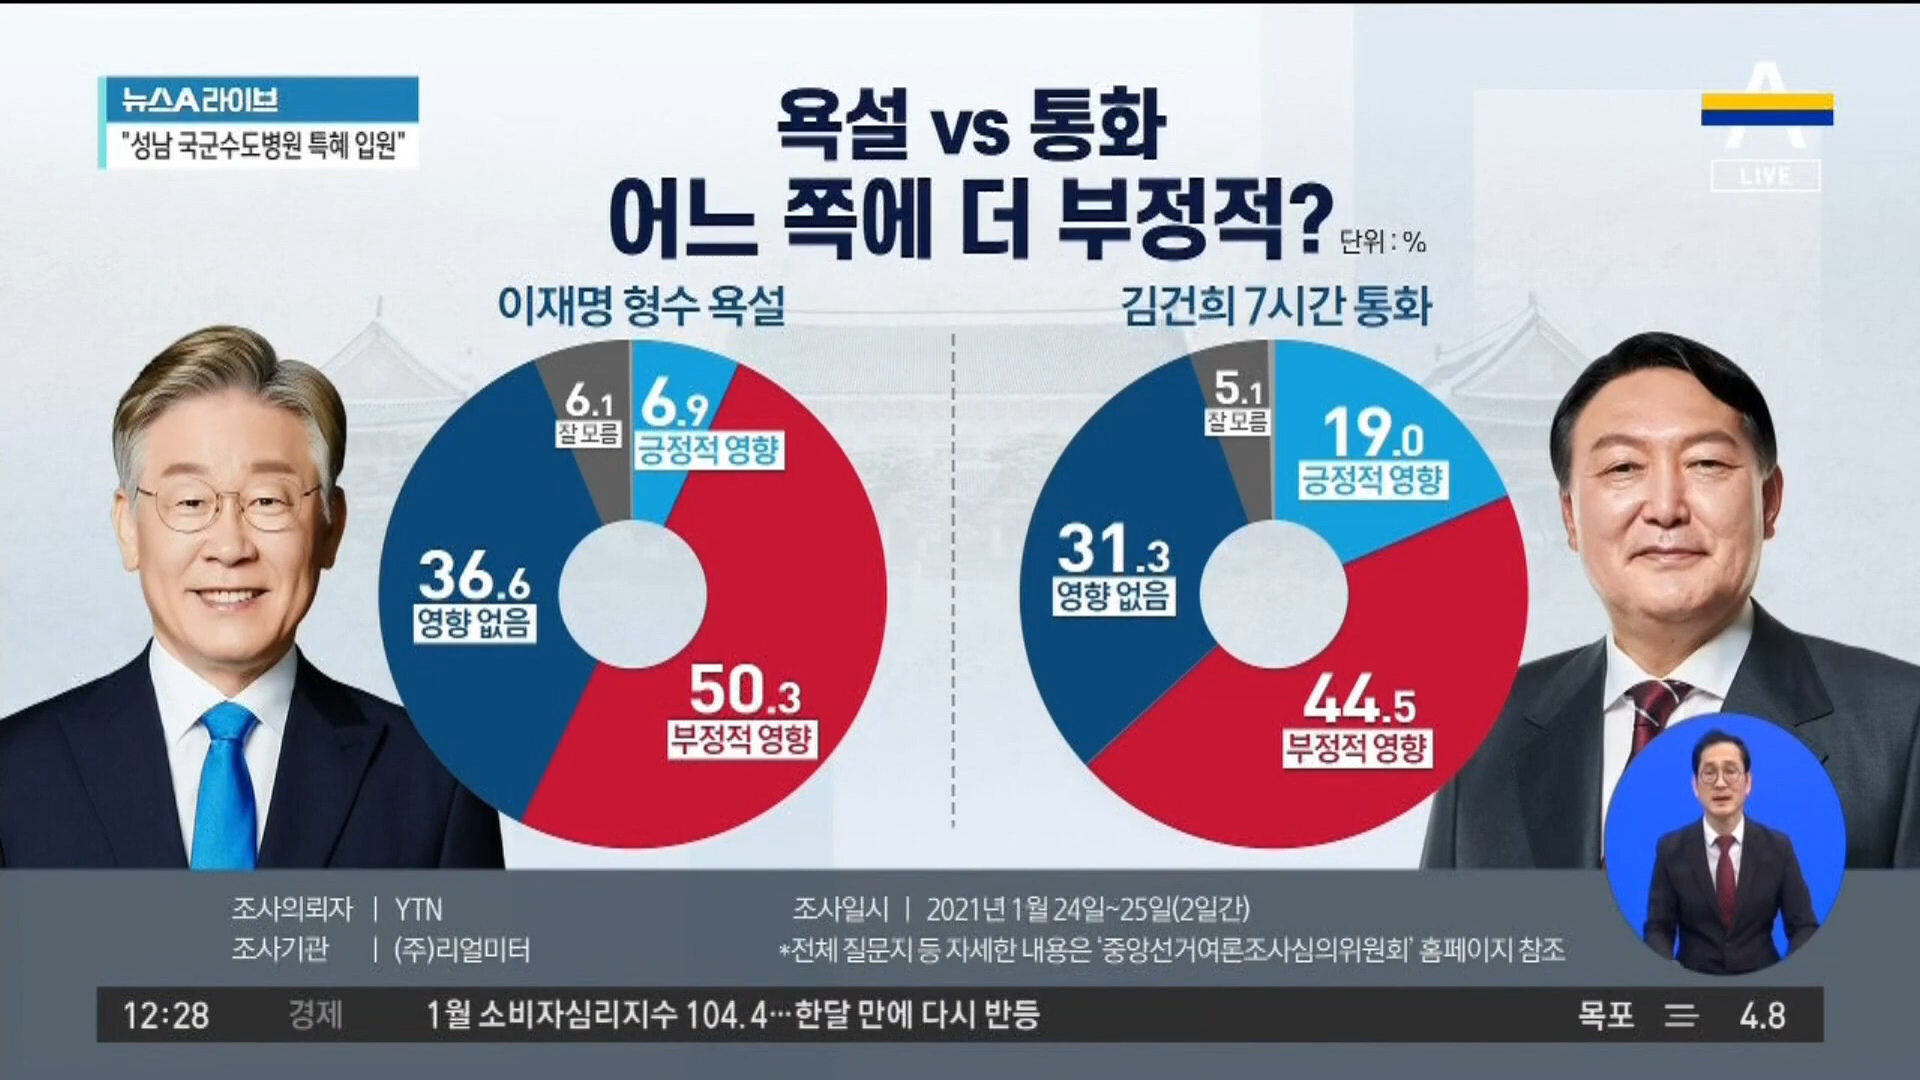 뉴스A라이브
"성남 국군수도병원 특혜 입원"
욕설 vs 통화
어느 쪽에 더 부정적?
단위 : %
LIVE
이재명 형수 욕설
6.1
잘 모름
6.9
긍정적 영향
36.6
영향 없음
50.3
부정적 영향
김건희 7시간 통화
5.1
잘 모름
19.0
긍정적 영향
31.3
영향 없음
44.5
부정적 영향
조사의뢰자 | YTN
조사기관 | (주)리얼미터
조사일시 | 2021년 1월 24일~25일(2일간)
*전체 질문지 등 자세한 내용은 '중앙선거여론조사심의위원회' 홈페이지 참조
12:28 경제 1월 소비자심리지수 104.4…한달 만에 다시 반등
목포 4.8